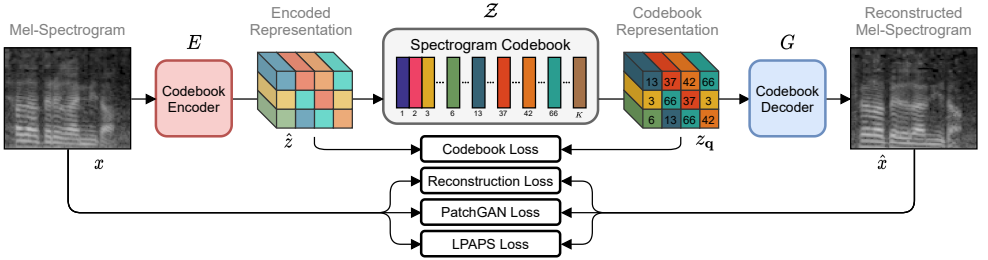 Mel-Spectrogram
x
E
Codebook
Encoder
Encoded
Representation
ẑ
𝒵
Spectrogram Codebook
1 2 3 ... 6 ... 13 ... 37 ... 42 ... 66 ... K
Codebook
Representation
13 37 42 66
3 66 37 3
6 13 66 42
z_q
G
Codebook
Decoder
Reconstructed
Mel-Spectrogram
x̂
Codebook Loss
Reconstruction Loss
PatchGAN Loss
LPAPS Loss